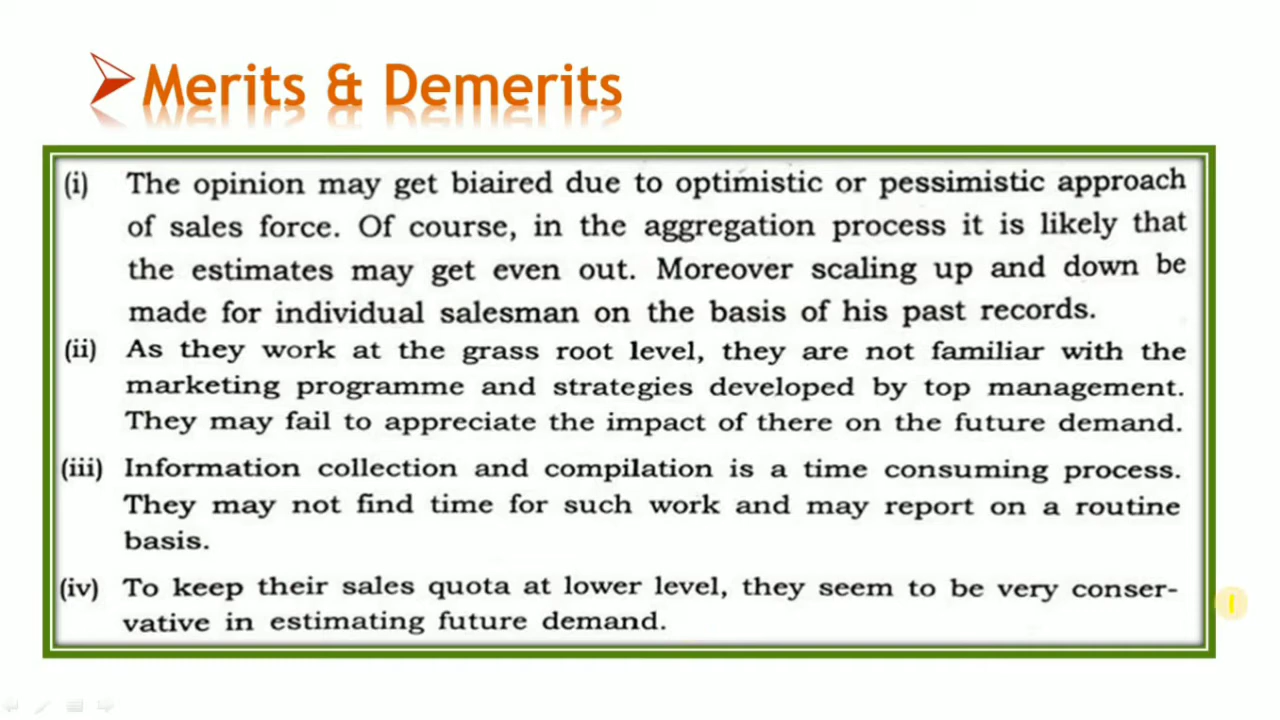 Merits & Demerits
(i) The opinion may get biaired due to optimistic or pessimistic approach
of sales force. Of course, in the aggregation process it is likely that
the estimates may get even out. Moreover scaling up and down be
made for individual salesman on the basis of his past records.
(ii) As they work at the grass root level, they are not familiar with the
marketing programme and strategies developed by top management.
They may fail to appreciate the impact of there on the future demand.
(iii) Information collection and compilation is a time consuming process.
They may not find time for such work and may report on a routine
basis.
(iv) To keep their sales quota at lower level, they seem to be very conser-
vative in estimating future demand.